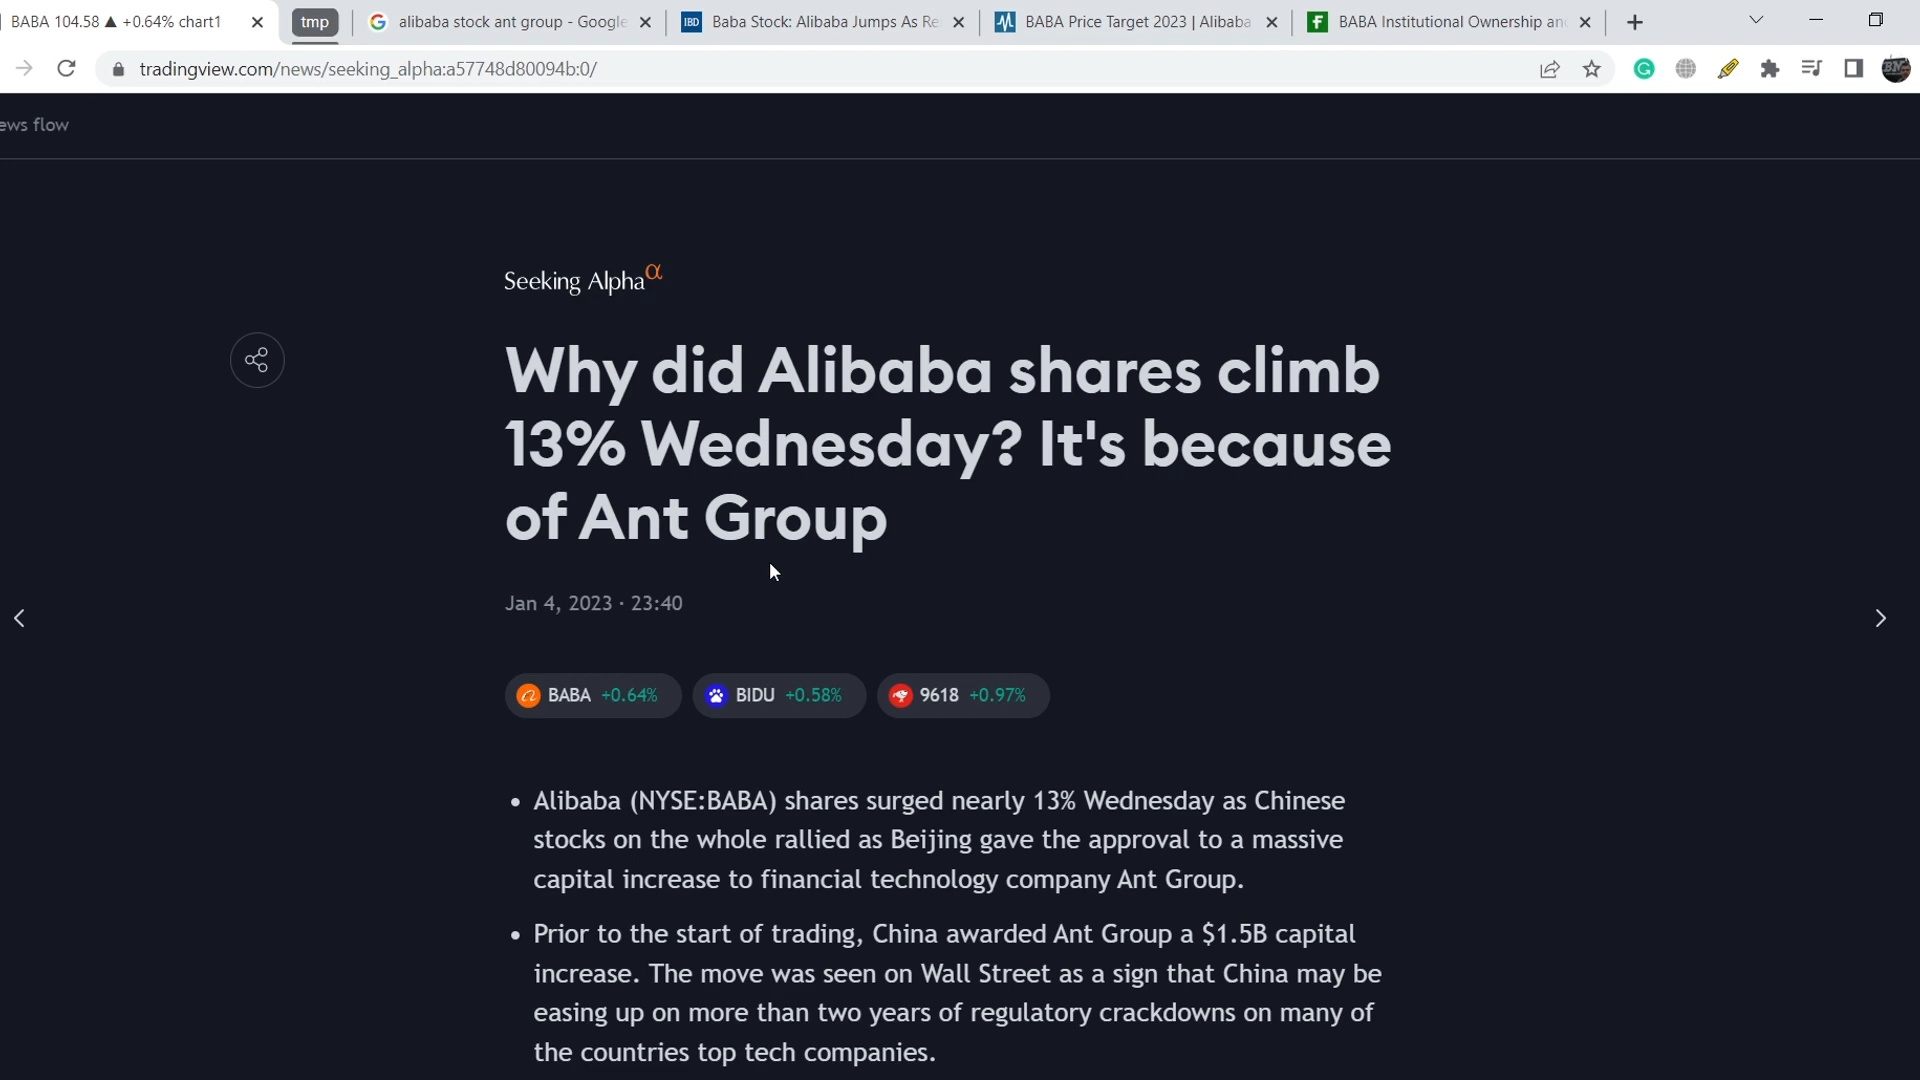 BABA 104.58 ▲ +0.64% chart1
tmp
alibaba stock ant group - Google
IBD
Baba Stock: Alibaba Jumps As Re
BABA Price Target 2023 | Alibaba
BABA Institutional Ownership an
tradingview.com/news/seeking_alpha:a57748d80094b:0/
ews flow
Seeking Alphaα
Why did Alibaba shares climb
13% Wednesday? It's because
of Ant Group
Jan 4, 2023 · 23:40
BABA +0.64%
BIDU +0.58%
9618 +0.97%
• Alibaba (NYSE:BABA) shares surged nearly 13% Wednesday as Chinese
stocks on the whole rallied as Beijing gave the approval to a massive
capital increase to financial technology company Ant Group.
• Prior to the start of trading, China awarded Ant Group a $1.5B capital
increase. The move was seen on Wall Street as a sign that China may be
easing up on more than two years of regulatory crackdowns on many of
the countries top tech companies.